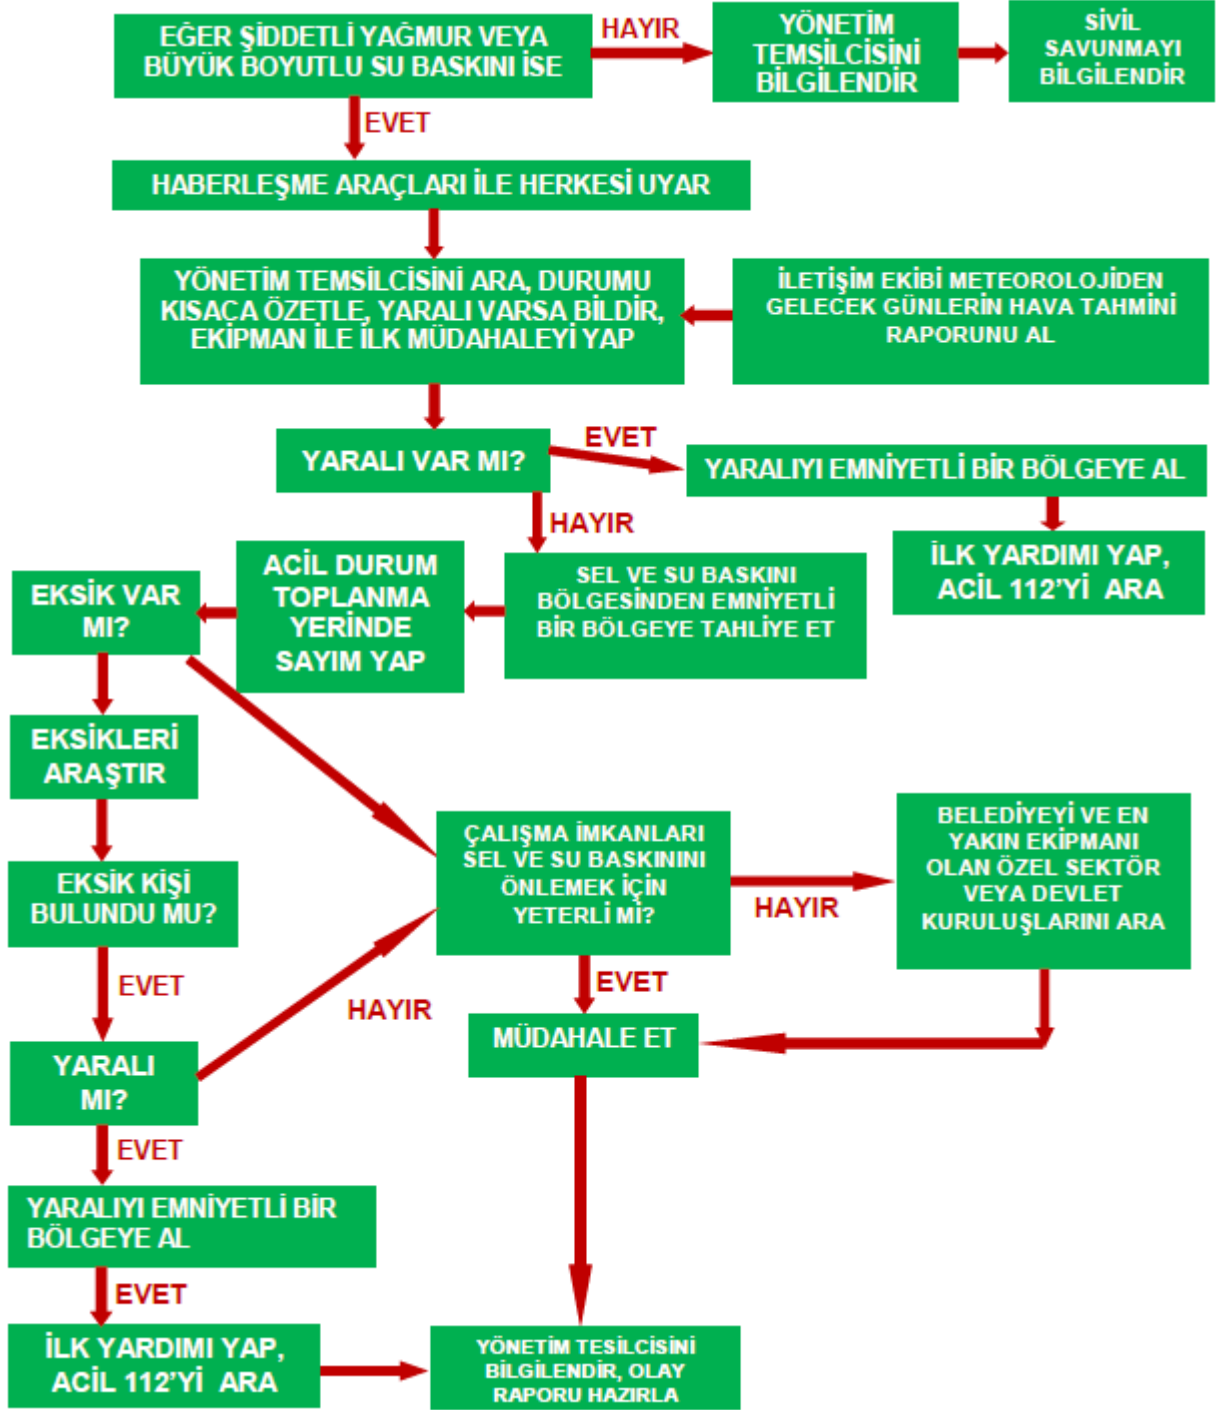 EĞER ŞİDDETLİ YAĞMUR VEYA
BÜYÜK BOYUTLU SU BASKINI İSE
HAYIR
YÖNETİM
TEMSİLCİSİNİ
BİLGİLENDİR
SİVİL
SAVUNMAYI
BİLGİLENDİR
EVET
HABERLEŞME ARAÇLARI İLE HERKESİ UYAR
YÖNETİM TEMSİLCİSİNİ ARA, DURUMU
KISACA ÖZETLE, YARALI VARSA BİLDİR,
EKİPMAN İLE İLK MÜDAHALEYİ YAP
İLETİŞİM EKİBİ METEOROLOJİDEN
GELECEK GÜNLERİN HAVA TAHMİNİ
RAPORUNU AL
YARALI VAR MI?
EVET
YARALIYI EMNİYETLİ BİR BÖLGEYE AL
HAYIR
İLK YARDIMI YAP,
ACİL 112'Yİ ARA
SEL VE SU BASKINI
BÖLGESİNDEN EMNİYETLİ
BİR BÖLGEYE TAHLİYE ET
ACİL DURUM
TOPLANMA
YERİNDE
SAYIM YAP
EKSİK VAR
MI?
EKSİKLERİ
ARAŞTIR
EKSİK KİŞİ
BULUNDU MU?
ÇALIŞMA İMKANLARI
SEL VE SU BASKININI
ÖNLEMEK İÇİN
YETERLİ Mİ?
HAYIR
BELEDİYEYİ VE EN
YAKIN EKİPMANI
OLAN ÖZEL SEKTÖR
VEYA DEVLET
KURULUŞLARINI ARA
EVET
EVET
HAYIR
MÜDAHALE ET
YARALI
MI?
EVET
YARALIYI EMNİYETLİ BİR
BÖLGEYE AL
EVET
İLK YARDIMI YAP,
ACİL 112'Yİ ARA
YÖNETİM TESİLCİSİNİ
BİLGİLENDİR, OLAY
RAPORU HAZIRLA